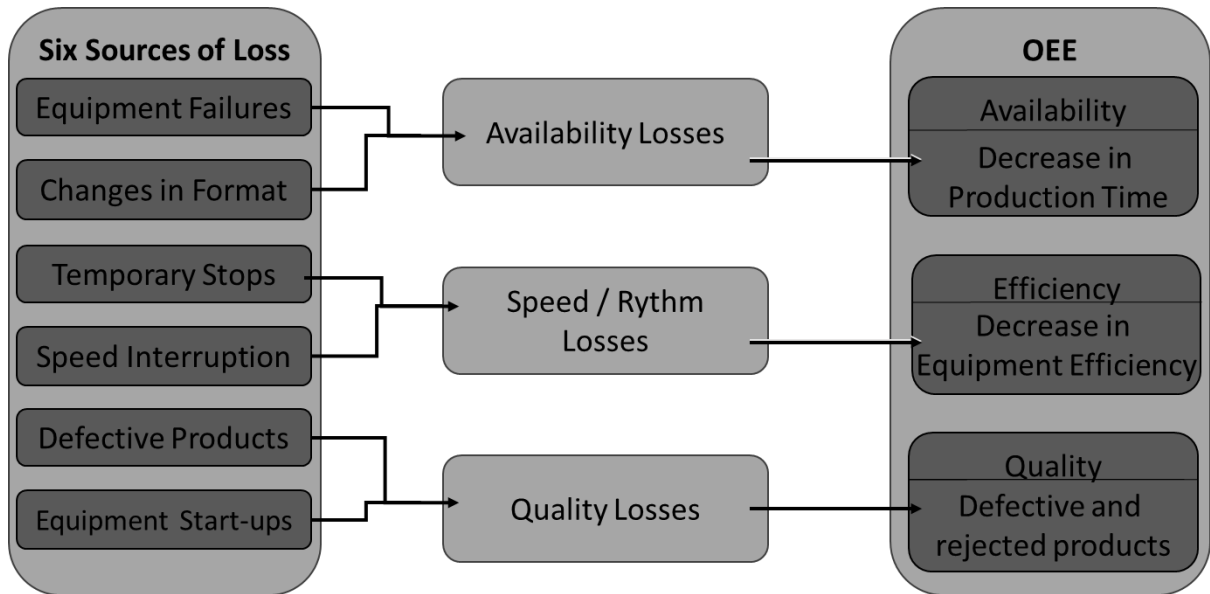 Six Sources of Loss
Equipment Failures
Changes in Format
Temporary Stops
Speed Interruption
Defective Products
Equipment Start-ups
Availability Losses
Speed / Rythm
Losses
Quality Losses
OEE
Availability
Decrease in
Production Time
Efficiency
Decrease in
Equipment Efficiency
Quality
Defective and
rejected products